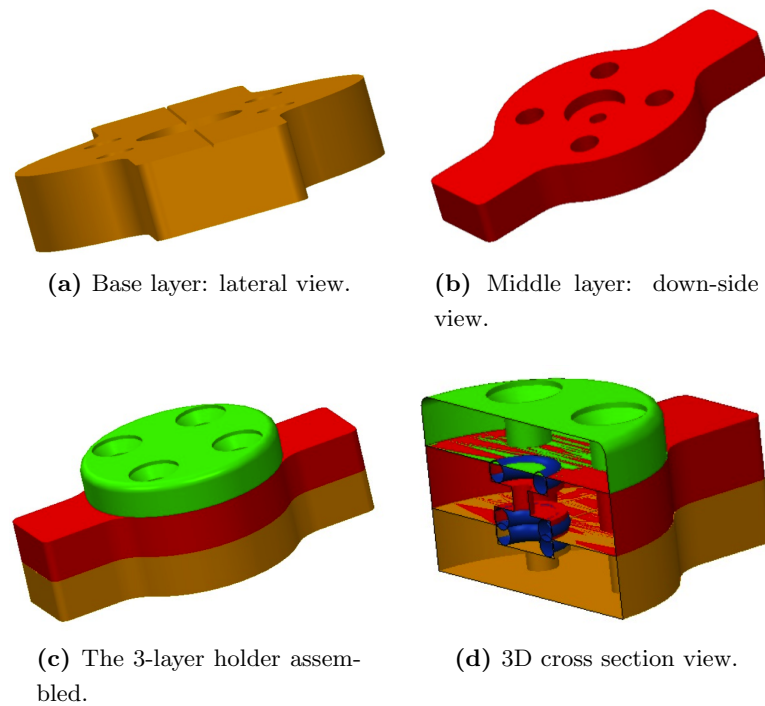 (a) Base layer: lateral view.
(b) Middle layer: down-side
view.
(c) The 3-layer holder assem-
bled.
(d) 3D cross section view.